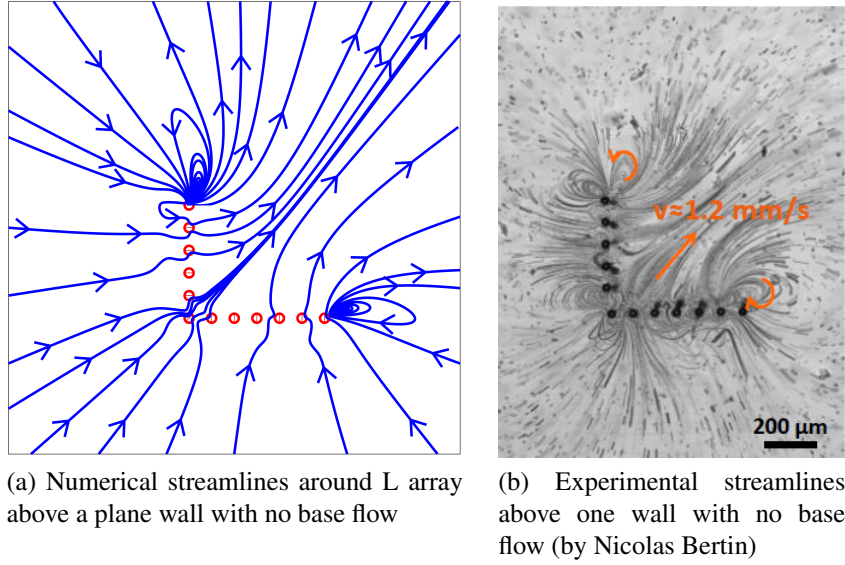 v≈1.2 mm/s
200 µm
(a) Numerical streamlines around L array
above a plane wall with no base flow
(b) Experimental streamlines
above one wall with no base
flow (by Nicolas Bertin)